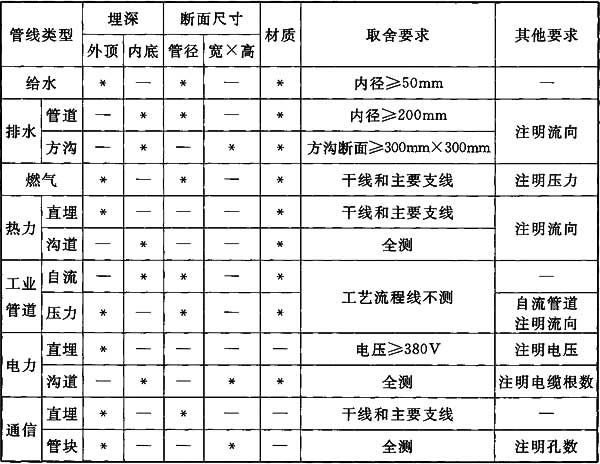 管线类型 埋深 断面尺寸 材质 取舍要求 其他要求
外顶 内底 管径 宽×高
给水 * — * — * 内径≥50mm —
排水 管道 — * * — * 内径≥200mm 注明流向
方沟 — * — * * 方沟断面≥300mm×300mm
燃气 * — * — * 干线和主要支线 注明压力
热力 直埋 * — — — * 干线和主要支线 注明流向
沟道 — * — — * 全测
工业管道 自流 — * * — * 工艺流程线不测 —
压力 * — * — * 自流管道
注明流向
电力 直埋 * — — — — 电压≥380V 注明电压
沟道 — * — * * 全测 注明电缆根数
通信 直埋 * — * — — 干线和主要支线 —
管块 * — — * — 全测 注明孔数